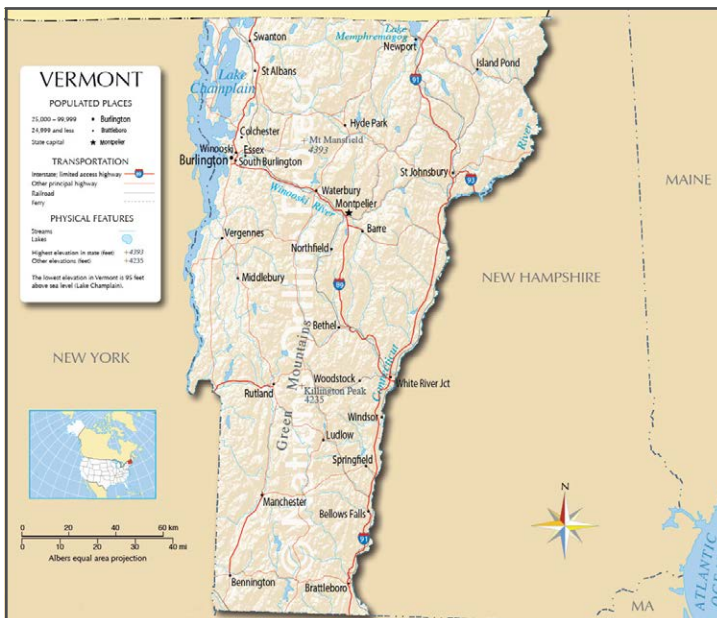 VERMONT
POPULATED PLACES
25,000 – 99,999 Burlington
24,999 and less Brattleboro
State capital Montpelier
TRANSPORTATION
Interstate; limited access highway
Other principal highway
Railroad
Ferry
PHYSICAL FEATURES
Streams
Lakes
Highest elevation in state (feet) +4393
Other elevations (feet) +4235
The lowest elevation in Vermont is 95 feet
above sea level (Lake Champlain).
Swanton
St Albans
Lake
Champlain
Lake
Memphremagog
Newport
91
Island Pond
Hyde Park
Colchester
+ Mt Mansfield
4393
Winooski
Essex
Burlington
South Burlington
St Johnsbury
93
River
MAINE
Waterbury
Winooski River
Montpelier
Barre
Vergennes
Northfield
Middlebury
89
NEW HAMPSHIRE
Bethel
NEW YORK
Green Mountains
Connecticut
Woodstock
White River Jct
Rutland
Killington Peak
4235
Windsor
Ludlow
Springfield
Manchester
Bellows Falls
91
N
0 20 40 60 km
0 10 20 30 40 mi
Albers equal area projection
Bennington
Brattleboro
MA
ATLANTIC